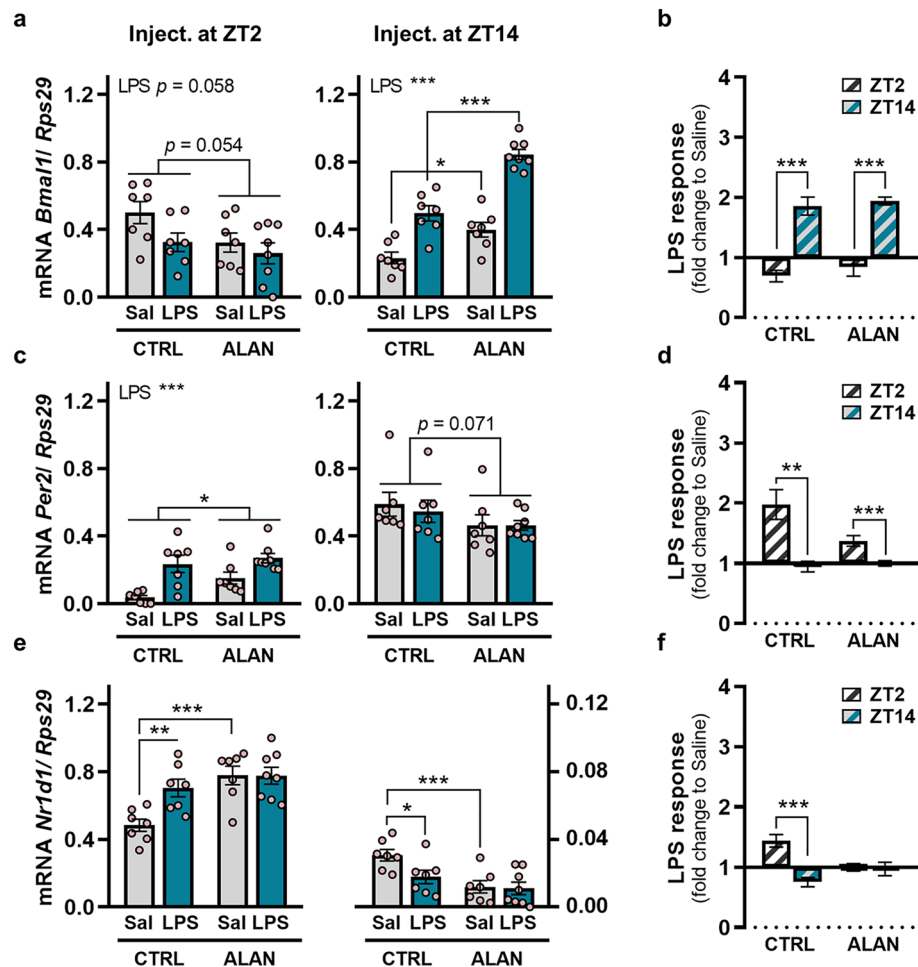 a
Inject. at ZT2
Inject. at ZT14
mRNA Bmal1/ Rps29
1.2
0.8
0.4
0.0
LPS p = 0.058
p = 0.054
Sal LPS Sal LPS
CTRL ALAN
1.2
0.8
0.4
0.0
LPS ***
***
*
Sal LPS Sal LPS
CTRL ALAN
b
LPS response
(fold change to Saline)
4
3
2
1
0
ZT2
ZT14
*** ***
CTRL ALAN
c
mRNA Per2/ Rps29
1.2
0.8
0.4
0.0
LPS ***
*
Sal LPS Sal LPS
CTRL ALAN
1.2
0.8
0.4
0.0
p = 0.071
Sal LPS Sal LPS
CTRL ALAN
d
LPS response
(fold change to Saline)
4
3
2
1
0
ZT2
ZT14
**
***
CTRL ALAN
e
mRNA Nr1d1/ Rps29
1.2
0.8
0.4
0.0
***
**
Sal LPS Sal LPS
CTRL ALAN
***
*
0.12
0.08
0.04
0.00
Sal LPS Sal LPS
CTRL ALAN
f
LPS response
(fold change to Saline)
4
3
2
1
0
ZT2
ZT14
***
CTRL ALAN